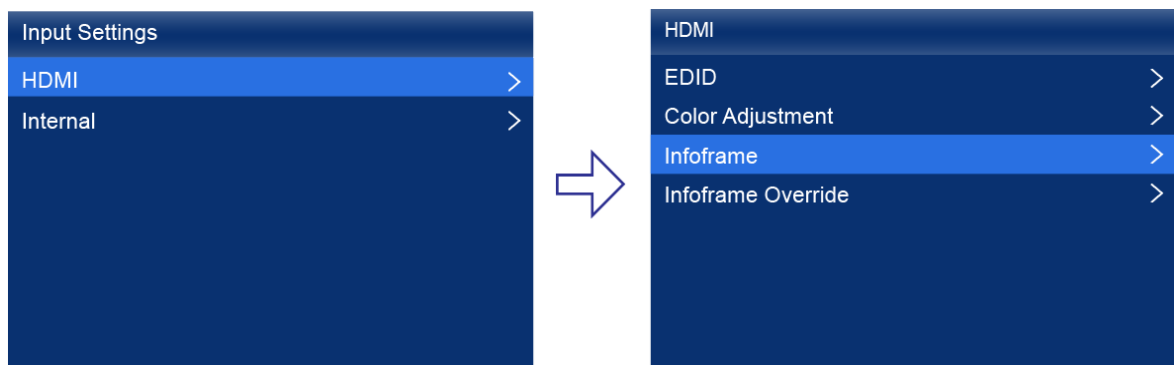 Input Settings
HDMI
Internal
HDMI
EDID
Color Adjustment
Infoframe
Infoframe Override